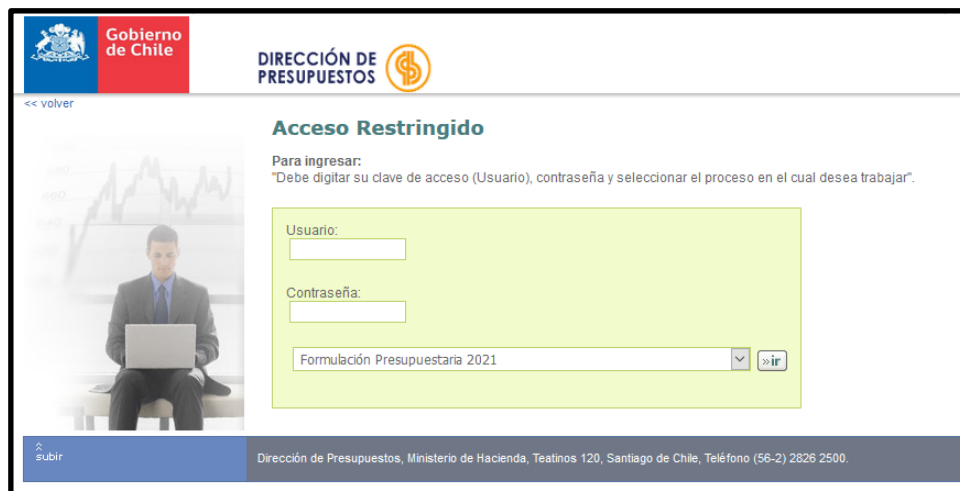 Gobierno
de Chile
DIRECCIÓN DE
PRESUPUESTOS
<< volver
Acceso Restringido
Para ingresar:
"Debe digitar su clave de acceso (Usuario), contraseña y seleccionar el proceso en el cual desea trabajar".
Usuario:
Contraseña:
Formulación Presupuestaria 2021
»ir
subir
Dirección de Presupuestos, Ministerio de Hacienda, Teatinos 120, Santiago de Chile, Teléfono (56-2) 2826 2500.